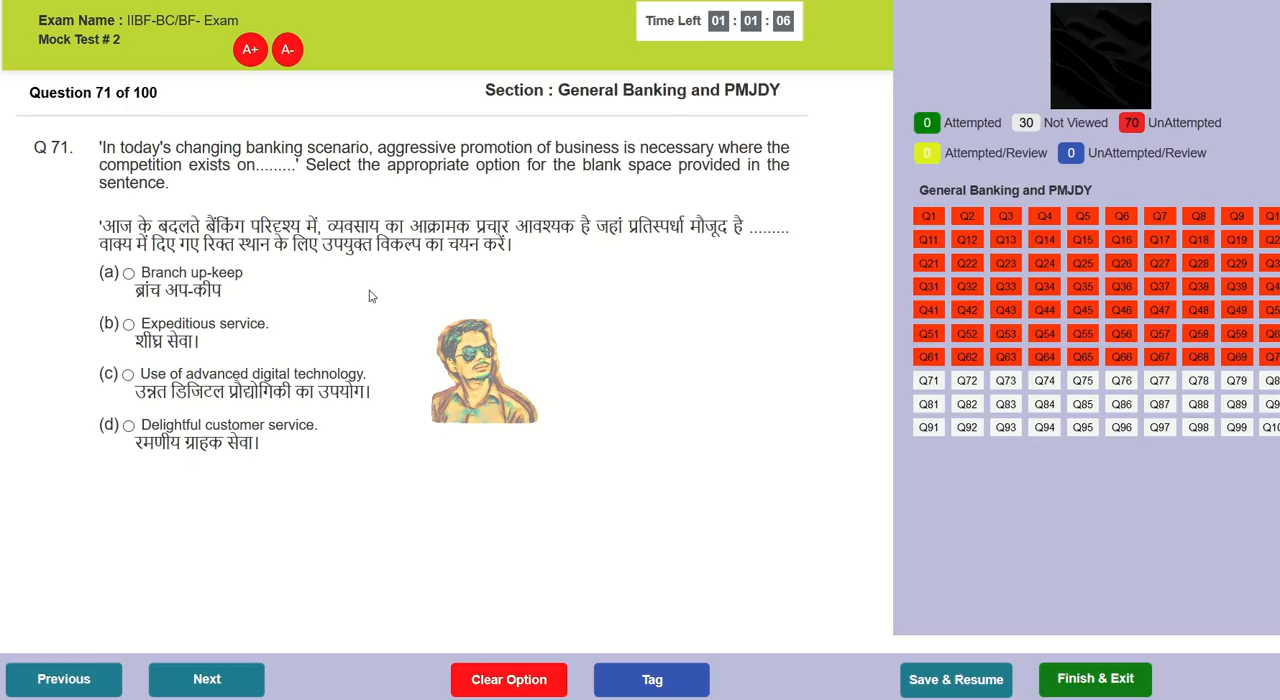 Exam Name : IIBF-BC/BF- Exam
Mock Test # 2
A+ A-
Time Left 01 : 01 : 06
Question 71 of 100
Section : General Banking and PMJDY
Q 71. 'In today's changing banking scenario, aggressive promotion of business is necessary where the
competition exists on.........' Select the appropriate option for the blank space provided in the
sentence.
'आज के बदलते बैंकिंग परिदृश्य में, व्यवसाय का आक्रामक प्रचार आवश्यक है जहां प्रतिस्पर्धा मौजूद है .........
वाक्य में दिए गए रिक्त स्थान के लिए उपयुक्त विकल्प का चयन करें।
(a) Branch up-keep
ब्रांच अप-कीप
(b) Expeditious service.
शीघ्र सेवा।
(c) Use of advanced digital technology.
उन्नत डिजिटल प्रौद्योगिकी का उपयोग।
(d) Delightful customer service.
रमणीय ग्राहक सेवा।
0 Attempted 30 Not Viewed 70 UnAttempted
0 Attempted/Review 0 UnAttempted/Review
General Banking and PMJDY
Q1 Q2 Q3 Q4 Q5 Q6 Q7 Q8 Q9
Q11 Q12 Q13 Q14 Q15 Q16 Q17 Q18 Q19
Q21 Q22 Q23 Q24 Q25 Q26 Q27 Q28 Q29
Q31 Q32 Q33 Q34 Q35 Q36 Q37 Q38 Q39
Q41 Q42 Q43 Q44 Q45 Q46 Q47 Q48 Q49
Q51 Q52 Q53 Q54 Q55 Q56 Q57 Q58 Q59
Q61 Q62 Q63 Q64 Q65 Q66 Q67 Q68 Q69
Q71 Q72 Q73 Q74 Q75 Q76 Q77 Q78 Q79
Q81 Q82 Q83 Q84 Q85 Q86 Q87 Q88 Q89
Q91 Q92 Q93 Q94 Q95 Q96 Q97 Q98 Q99
Previous Next Clear Option Tag Save & Resume Finish & Exit